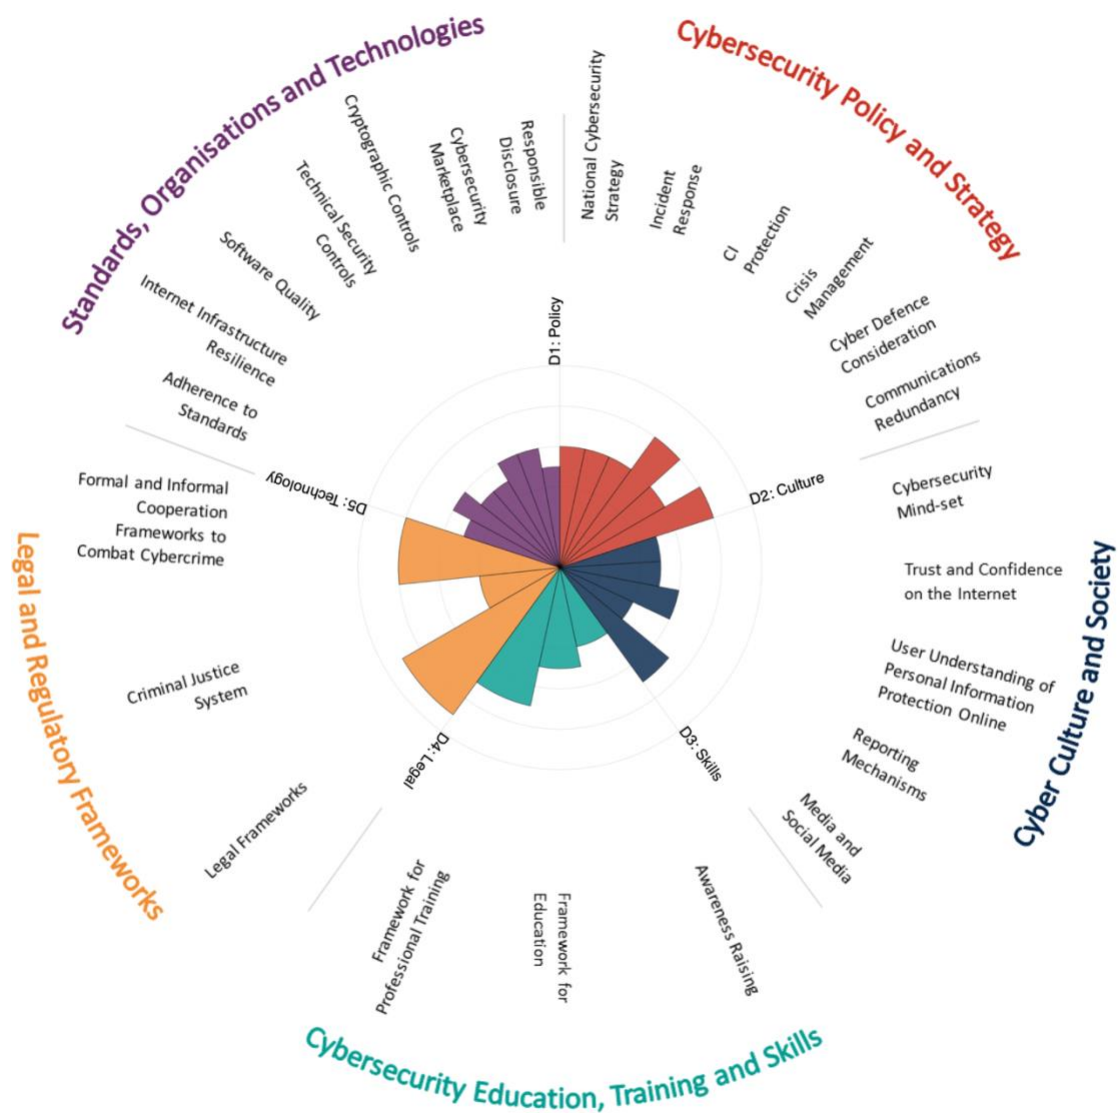 Cybersecurity Policy and Strategy
National Cybersecurity
Strategy
Incident
Response
CI
Protection
Crisis
Management
Cyber Defence
Consideration
Communications
Redundancy
D1: Policy
D2: Culture
Cyber Culture and Society
Cybersecurity
Mind-set
Trust and Confidence
on the Internet
User Understanding of
Personal Information
Protection Online
Reporting
Mechanisms
Media and
Social Media
D3: Skills
Cybersecurity Education, Training and Skills
Awareness Raising
Framework for
Education
Framework for
Professional Training
D4: Legal
Legal and Regulatory Frameworks
Legal Frameworks
Criminal Justice
System
Formal and Informal
Cooperation
Frameworks to
Combat Cybercrime
D5: Technology
Standards, Organisations and Technologies
Adherence to
Standards
Internet Infrastructure
Resilience
Software Quality
Technical Security
Controls
Cryptographic Controls
Cybersecurity
Marketplace
Responsible
Disclosure